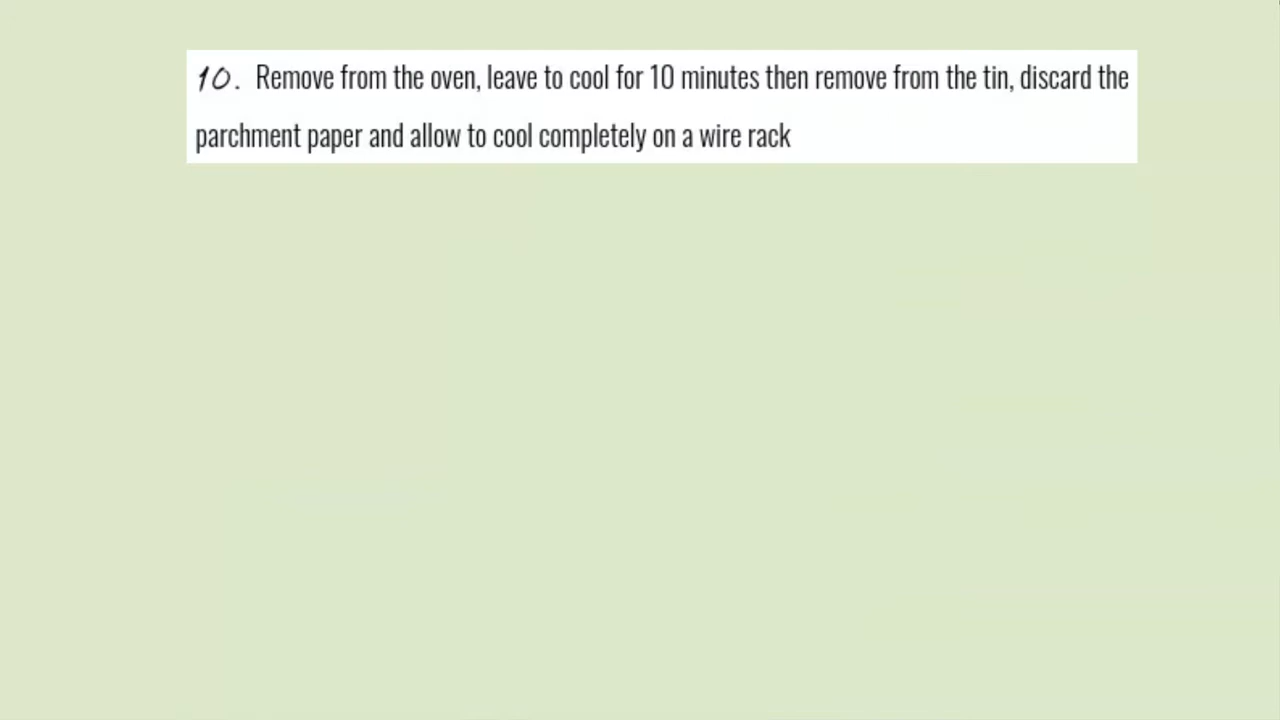 10. Remove from the oven, leave to cool for 10 minutes then remove from the tin, discard the
parchment paper and allow to cool completely on a wire rack